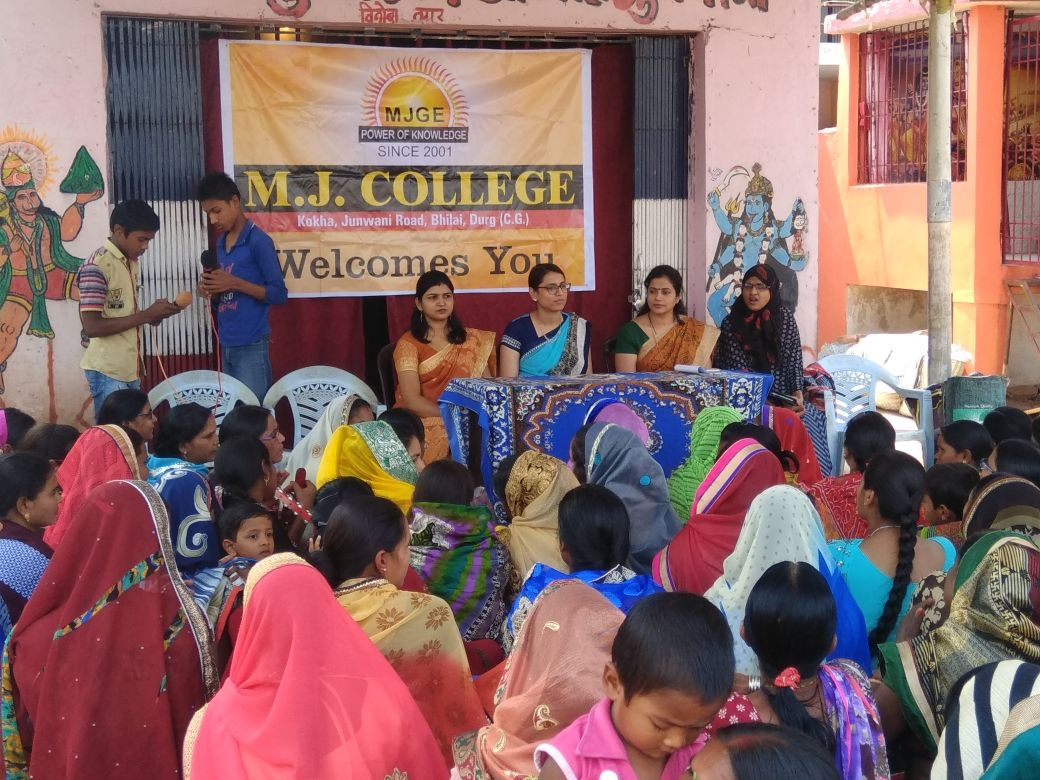 MJGE
POWER OF KNOWLEDGE
SINCE 2001
M.J. COLLEGE
Kokha, Junwani Road, Bhilai, Durg (C.G.)
Welcomes You